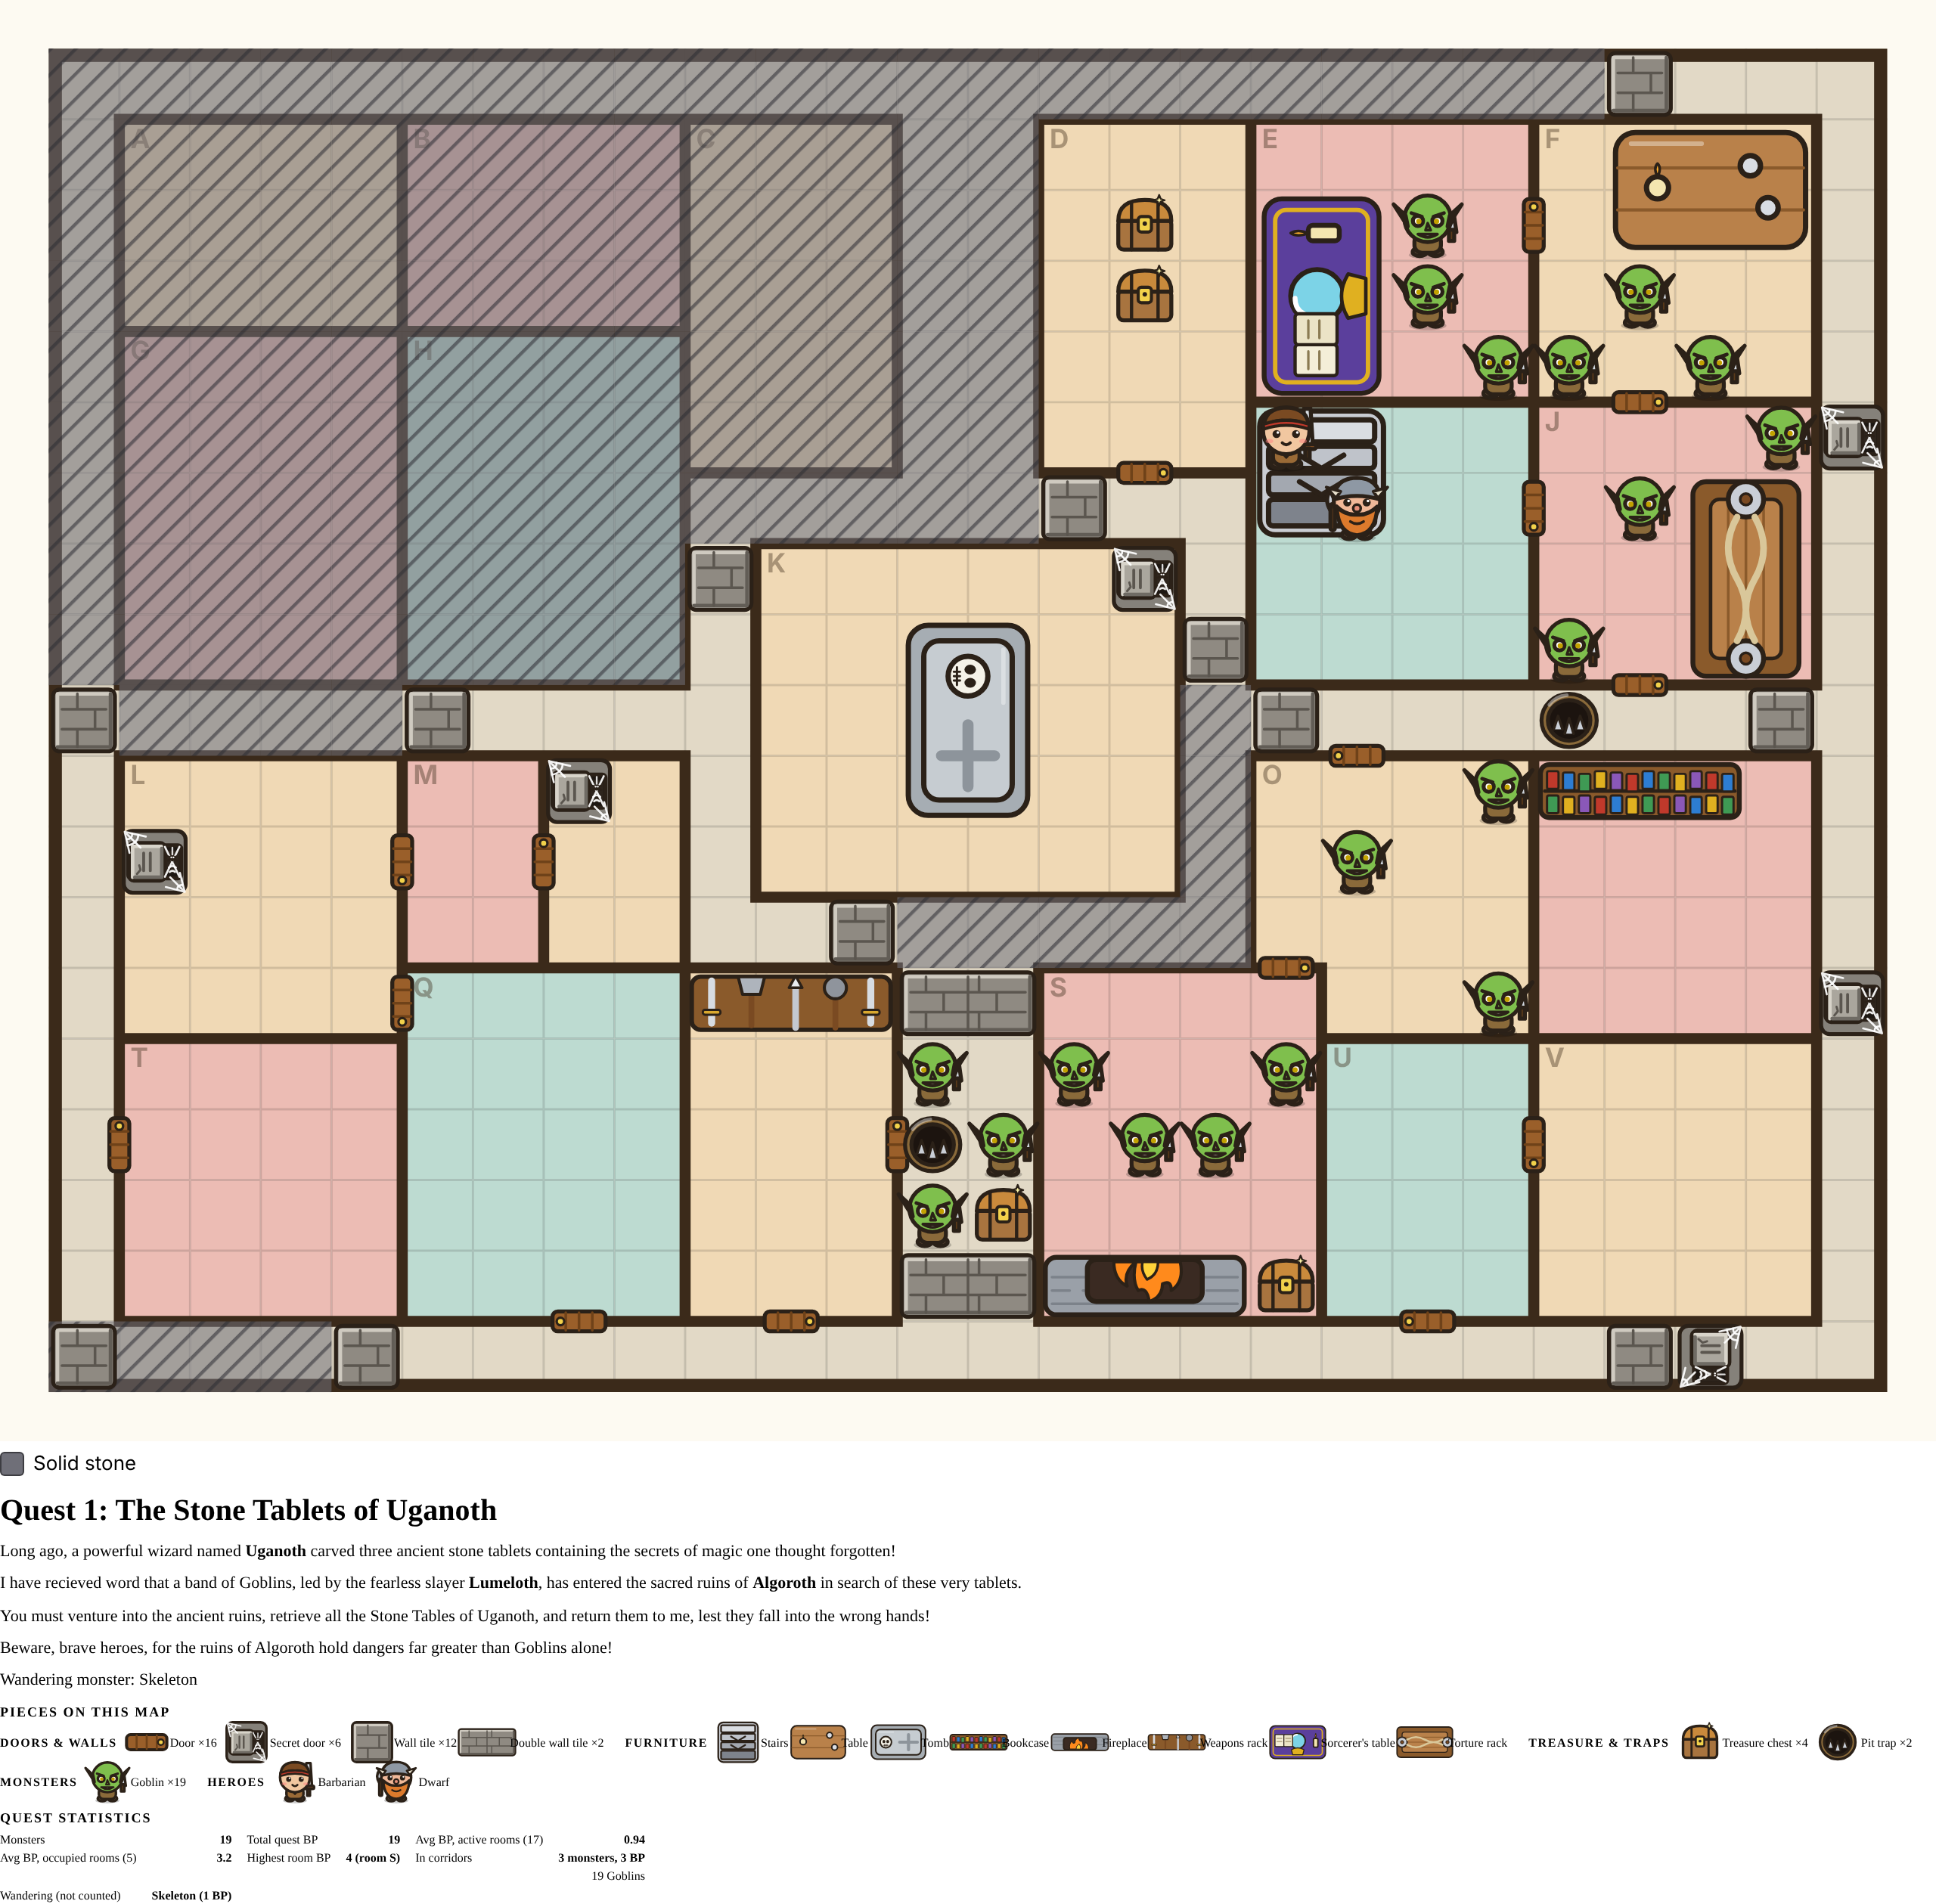 A
B
C
D
E
F
G
H
J
K
L
M
O
Q
S
T
U
V
Solid stone
Quest 1: The Stone Tablets of Uganoth
Long ago, a powerful wizard named Uganoth carved three ancient stone tablets containing the secrets of magic one thought forgotten!
I have recieved word that a band of Goblins, led by the fearless slayer Lumeloth, has entered the sacred ruins of Algoroth in search of these very tablets.
You must venture into the ancient ruins, retrieve all the Stone Tables of Uganoth, and return them to me, lest they fall into the wrong hands!
Beware, brave heroes, for the ruins of Algoroth hold dangers far greater than Goblins alone!
Wandering monster: Skeleton
PIECES ON THIS MAP
DOORS & WALLS Door ×16 Secret door ×6 Wall tile ×12 Double wall tile ×2 FURNITURE Stairs Table Tomb Bookcase Fireplace Weapons rack Sorcerer's table Torture rack TREASURE & TRAPS Treasure chest ×4 Pit trap ×2
MONSTERS Goblin ×19 HEROES Barbarian Dwarf
QUEST STATISTICS
Monsters 19 Total quest BP 19 Avg BP, active rooms (17) 0.94
Avg BP, occupied rooms (5) 3.2 Highest room BP 4 (room S) In corridors 3 monsters, 3 BP
19 Goblins
Wandering (not counted) Skeleton (1 BP)